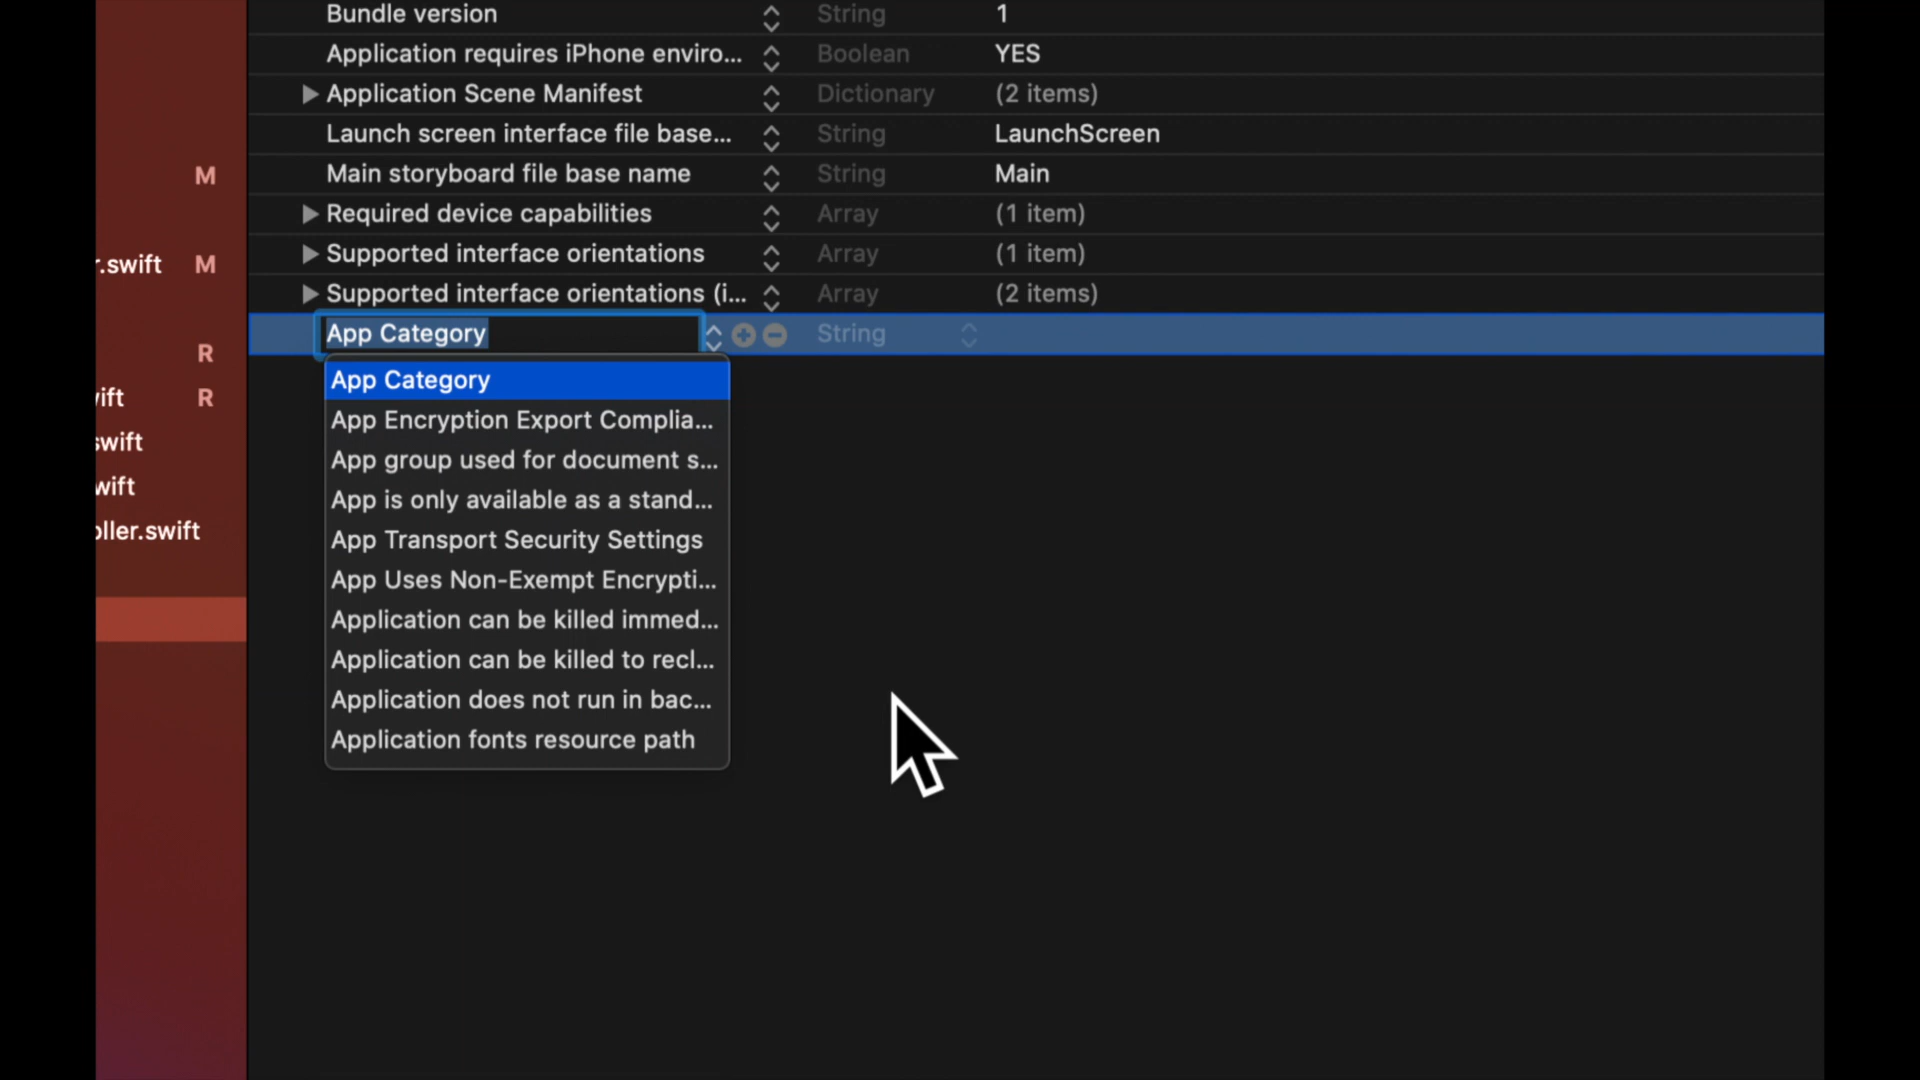 Bundle version String 1
Application requires iPhone enviro... Boolean YES
Application Scene Manifest Dictionary (2 items)
Launch screen interface file base... String LaunchScreen
Main storyboard file base name String Main
Required device capabilities Array (1 item)
Supported interface orientations Array (1 item)
Supported interface orientations (i... Array (2 items)
App Category String
App Category
App Encryption Export Complia...
App group used for document s...
App is only available as a stand...
App Transport Security Settings
App Uses Non-Exempt Encrypti...
Application can be killed immed...
Application can be killed to recl...
Application does not run in bac...
Application fonts resource path
M
r.swift M
R
ift R
swift
wift
oller.swift